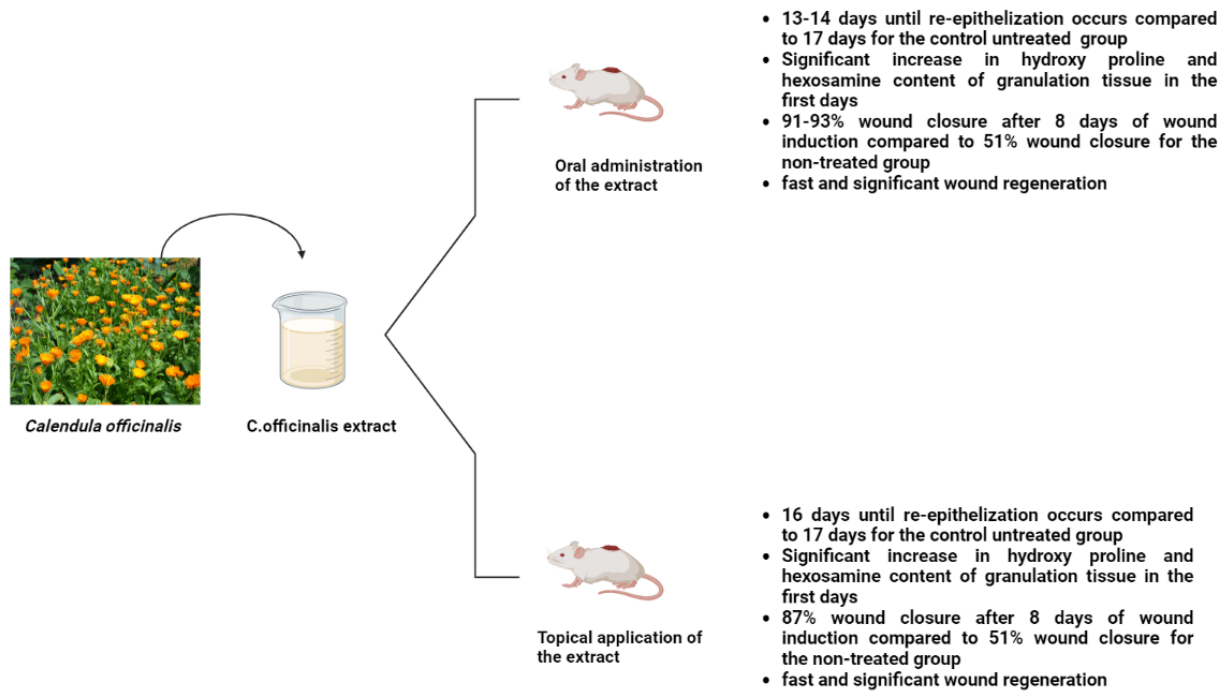 • 13-14 days until re-epithelization occurs compared
to 17 days for the control untreated group
• Significant increase in hydroxy proline and
hexosamine content of granulation tissue in the
first days
• 91-93% wound closure after 8 days of wound
induction compared to 51% wound closure for the
non-treated group
• fast and significant wound regeneration
Oral administration
of the extract
Calendula officinalis
C.officinalis extract
• 16 days until re-epithelization occurs compared
to 17 days for the control untreated group
• Significant increase in hydroxy proline and
hexosamine content of granulation tissue in the
first days
• 87% wound closure after 8 days of wound
induction compared to 51% wound closure for
the non-treated group
• fast and significant wound regeneration
Topical application of
the extract